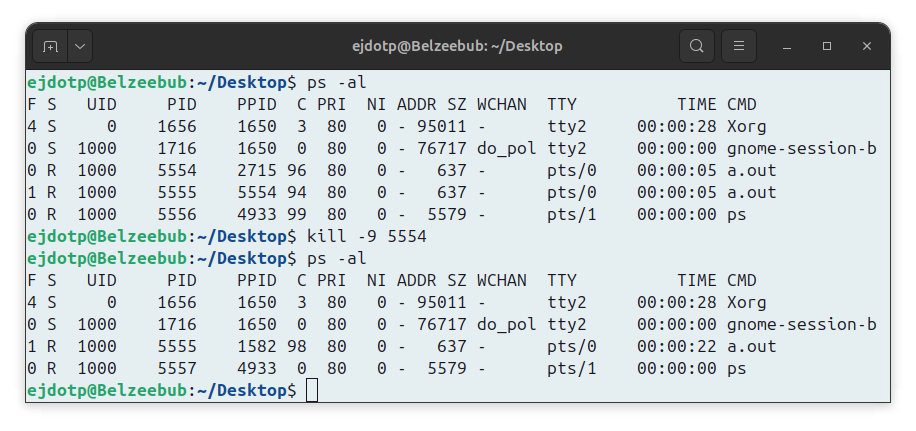 ejdotp@Belzeebub: ~/Desktop
ejdotp@Belzeebub:~/Desktop$ ps -al
F S   UID     PID    PPID  C PRI  NI ADDR SZ WCHAN  TTY          TIME CMD
4 S     0    1656    1650  3  80   0 - 95011 -      tty2     00:00:28 Xorg
0 S  1000    1716    1650  0  80   0 - 76717 do_pol tty2     00:00:00 gnome-session-b
0 R  1000    5554    2715 96  80   0 -   637 -      pts/0    00:00:05 a.out
1 R  1000    5555    5554 94  80   0 -   637 -      pts/0    00:00:05 a.out
0 R  1000    5556    4933 99  80   0 -  5579 -      pts/1    00:00:00 ps
ejdotp@Belzeebub:~/Desktop$ kill -9 5554
ejdotp@Belzeebub:~/Desktop$ ps -al
F S   UID     PID    PPID  C PRI  NI ADDR SZ WCHAN  TTY          TIME CMD
4 S     0    1656    1650  3  80   0 - 95011 -      tty2     00:00:28 Xorg
0 S  1000    1716    1650  0  80   0 - 76717 do_pol tty2     00:00:00 gnome-session-b
1 R  1000    5555    1582 98  80   0 -   637 -      pts/0    00:00:22 a.out
0 R  1000    5557    4933  0  80   0 -  5579 -      pts/1    00:00:00 ps
ejdotp@Belzeebub:~/Desktop$